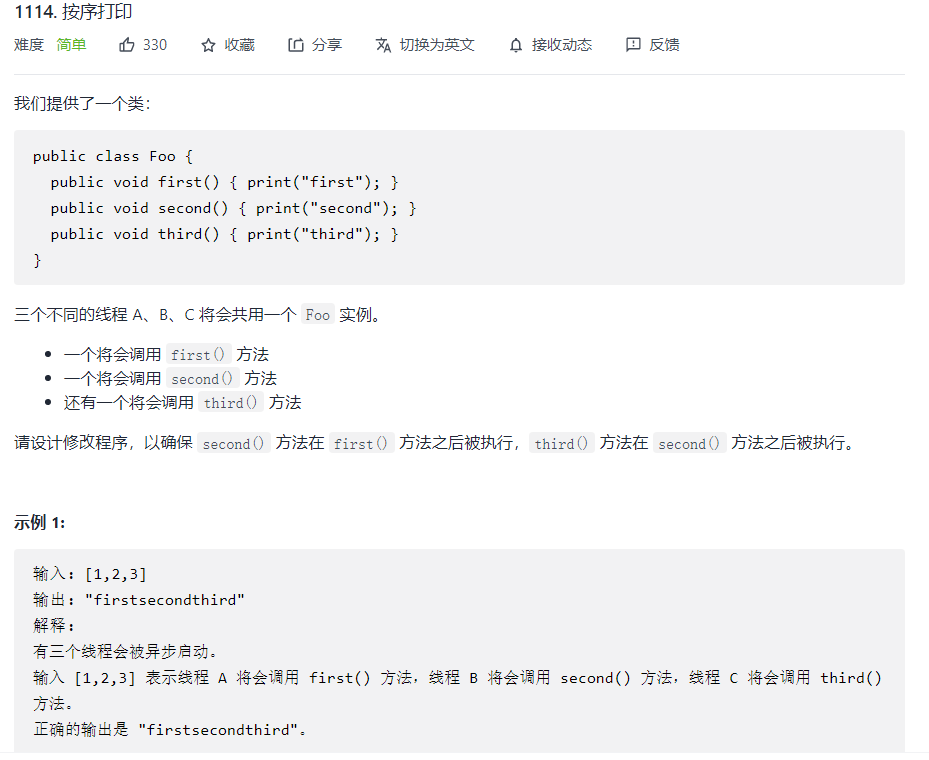 1114. 按序打印
难度 简单 330 收藏 分享 切换为英文 接收动态 反馈
我们提供了一个类：
public class Foo {
  public void first() { print("first"); }
  public void second() { print("second"); }
  public void third() { print("third"); }
}
三个不同的线程 A、B、C 将会共用一个 Foo 实例。
一个将会调用 first() 方法
一个将会调用 second() 方法
还有一个将会调用 third() 方法
请设计修改程序，以确保 second() 方法在 first() 方法之后被执行，third() 方法在 second() 方法之后被执行。
示例 1:
输入: [1,2,3]
输出: "firstsecondthird"
解释:
有三个线程会被异步启动。
输入 [1,2,3] 表示线程 A 将会调用 first() 方法，线程 B 将会调用 second() 方法，线程 C 将会调用 third()
方法。
正确的输出是 "firstsecondthird"。